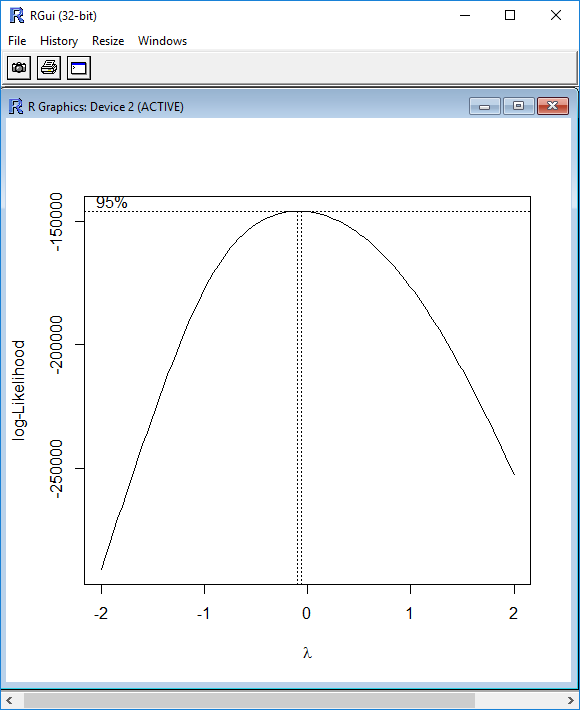 RGui (32-bit)
File History Resize Windows
R Graphics: Device 2 (ACTIVE)
95%
-150000
-200000
-250000
log-Likelihood
-2 -1 0 1 2
λ